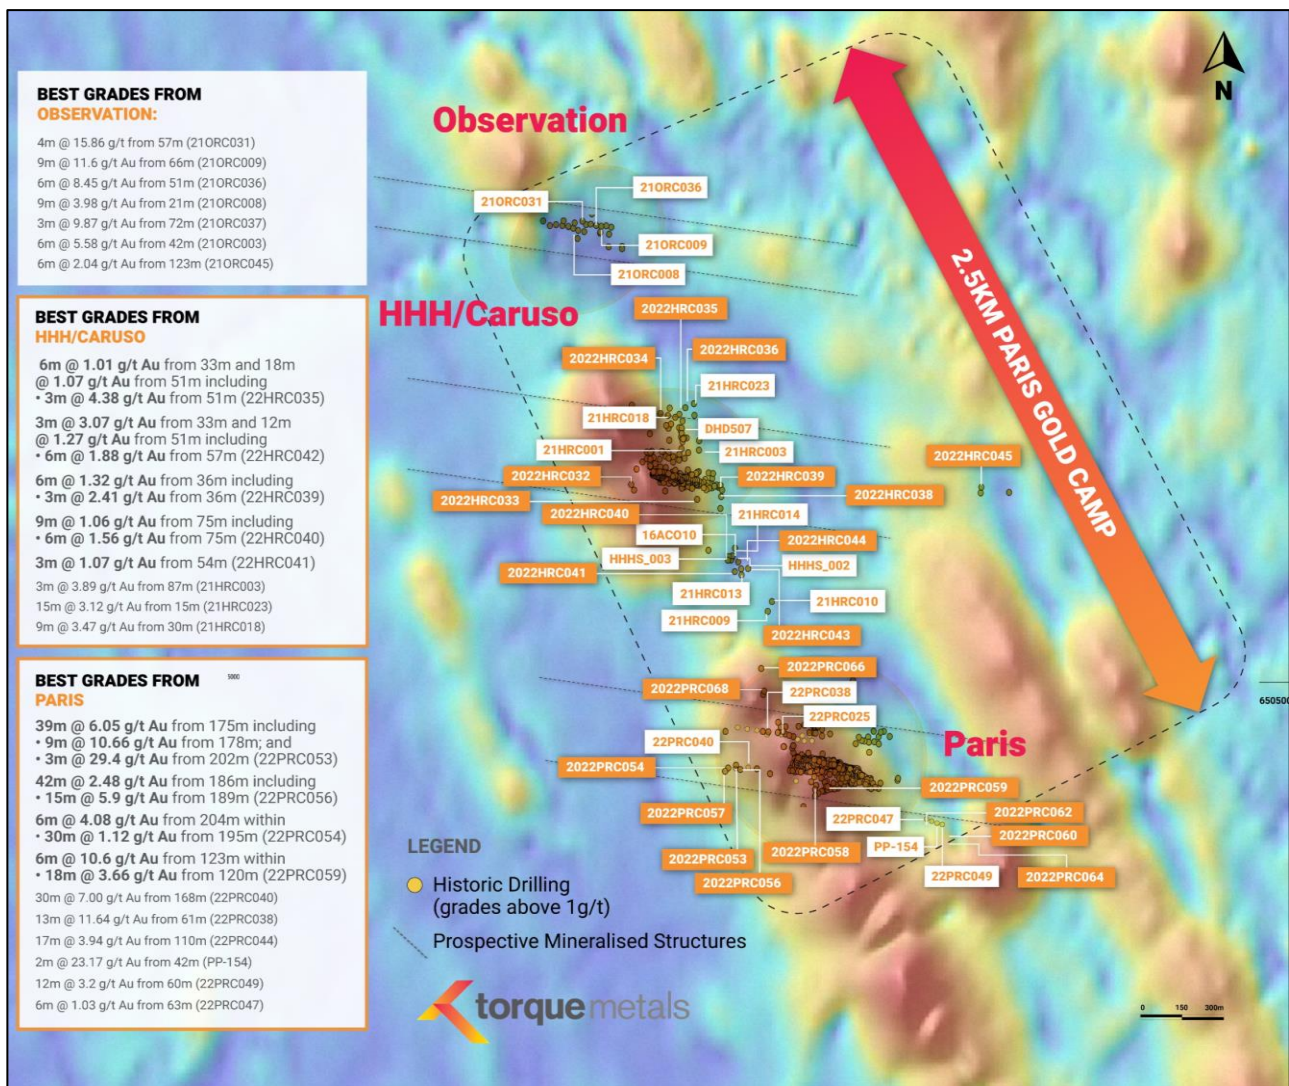 BEST GRADES FROM
OBSERVATION:
4m @ 15.86 g/t from 57m (21ORC031)
9m @ 11.6 g/t Au from 66m (21ORC009)
6m @ 8.45 g/t Au from 51m (21ORC036)
9m @ 3.98 g/t Au from 21m (21ORC008)
3m @ 9.87 g/t Au from 72m (21ORC037)
6m @ 5.58 g/t Au from 42m (21ORC003)
6m @ 2.04 g/t Au from 123m (21ORC045)
BEST GRADES FROM
HHH/CARUSO
6m @ 1.01 g/t Au from 33m and 18m
@ 1.07 g/t Au from 51m including
• 3m @ 4.38 g/t Au from 51m (22HRC035)
3m @ 3.07 g/t Au from 33m and 12m
@ 1.27 g/t Au from 51m including
• 6m @ 1.88 g/t Au from 57m (22HRC042)
6m @ 1.32 g/t Au from 36m including
• 3m @ 2.41 g/t Au from 36m (22HRC039)
9m @ 1.06 g/t Au from 75m including
• 6m @ 1.56 g/t Au from 75m (22HRC040)
3m @ 1.07 g/t Au from 54m (22HRC041)
3m @ 3.89 g/t Au from 87m (21HRC003)
15m @ 3.12 g/t Au from 15m (21HRC023)
9m @ 3.47 g/t Au from 30m (21HRC018)
BEST GRADES FROM
5000
PARIS
39m @ 6.05 g/t Au from 175m including
• 9m @ 10.66 g/t Au from 178m; and
• 3m @ 29.4 g/t Au from 202m (22PRC053)
42m @ 2.48 g/t Au from 186m including
• 15m @ 5.9 g/t Au from 189m (22PRC056)
6m @ 4.08 g/t Au from 204m within
• 30m @ 1.12 g/t Au from 195m (22PRC054)
6m @ 10.6 g/t Au from 123m within
• 18m @ 3.66 g/t Au from 120m (22PRC059)
30m @ 7.00 g/t Au from 168m (22PRC040)
13m @ 11.64 g/t Au from 61m (22PRC038)
17m @ 3.94 g/t Au from 110m (22PRC044)
2m @ 23.17 g/t Au from 42m (PP-154)
12m @ 3.2 g/t Au from 60m (22PRC049)
6m @ 1.03 g/t Au from 63m (22PRC047)
N
Observation
21ORC036
21ORC031
21ORC009
21ORC008
HHH/Caruso
2022HRC035
2022HRC036
2022HRC034
21HRC023
21HRC018
DHD507
21HRC001
21HRC003
2022HRC045
2022HRC032
2022HRC039
2022HRC033
2022HRC038
2022HRC040
21HRC014
16ACO10
2022HRC044
HHHS_003
HHHS_002
2022HRC041
21HRC013
21HRC010
21HRC009
2022HRC043
2.5KM PARIS GOLD CAMP
650500
2022PRC066
2022PRC068
22PRC038
22PRC025
22PRC040
Paris
2022PRC054
2022PRC059
2022PRC057
22PRC047
2022PRC062
2022PRC060
PP-154
2022PRC053
2022PRC058
2022PRC056
22PRC049
2022PRC064
LEGEND
Historic Drilling
(grades above 1g/t)
Prospective Mineralised Structures
torquemetals
0 150 300m